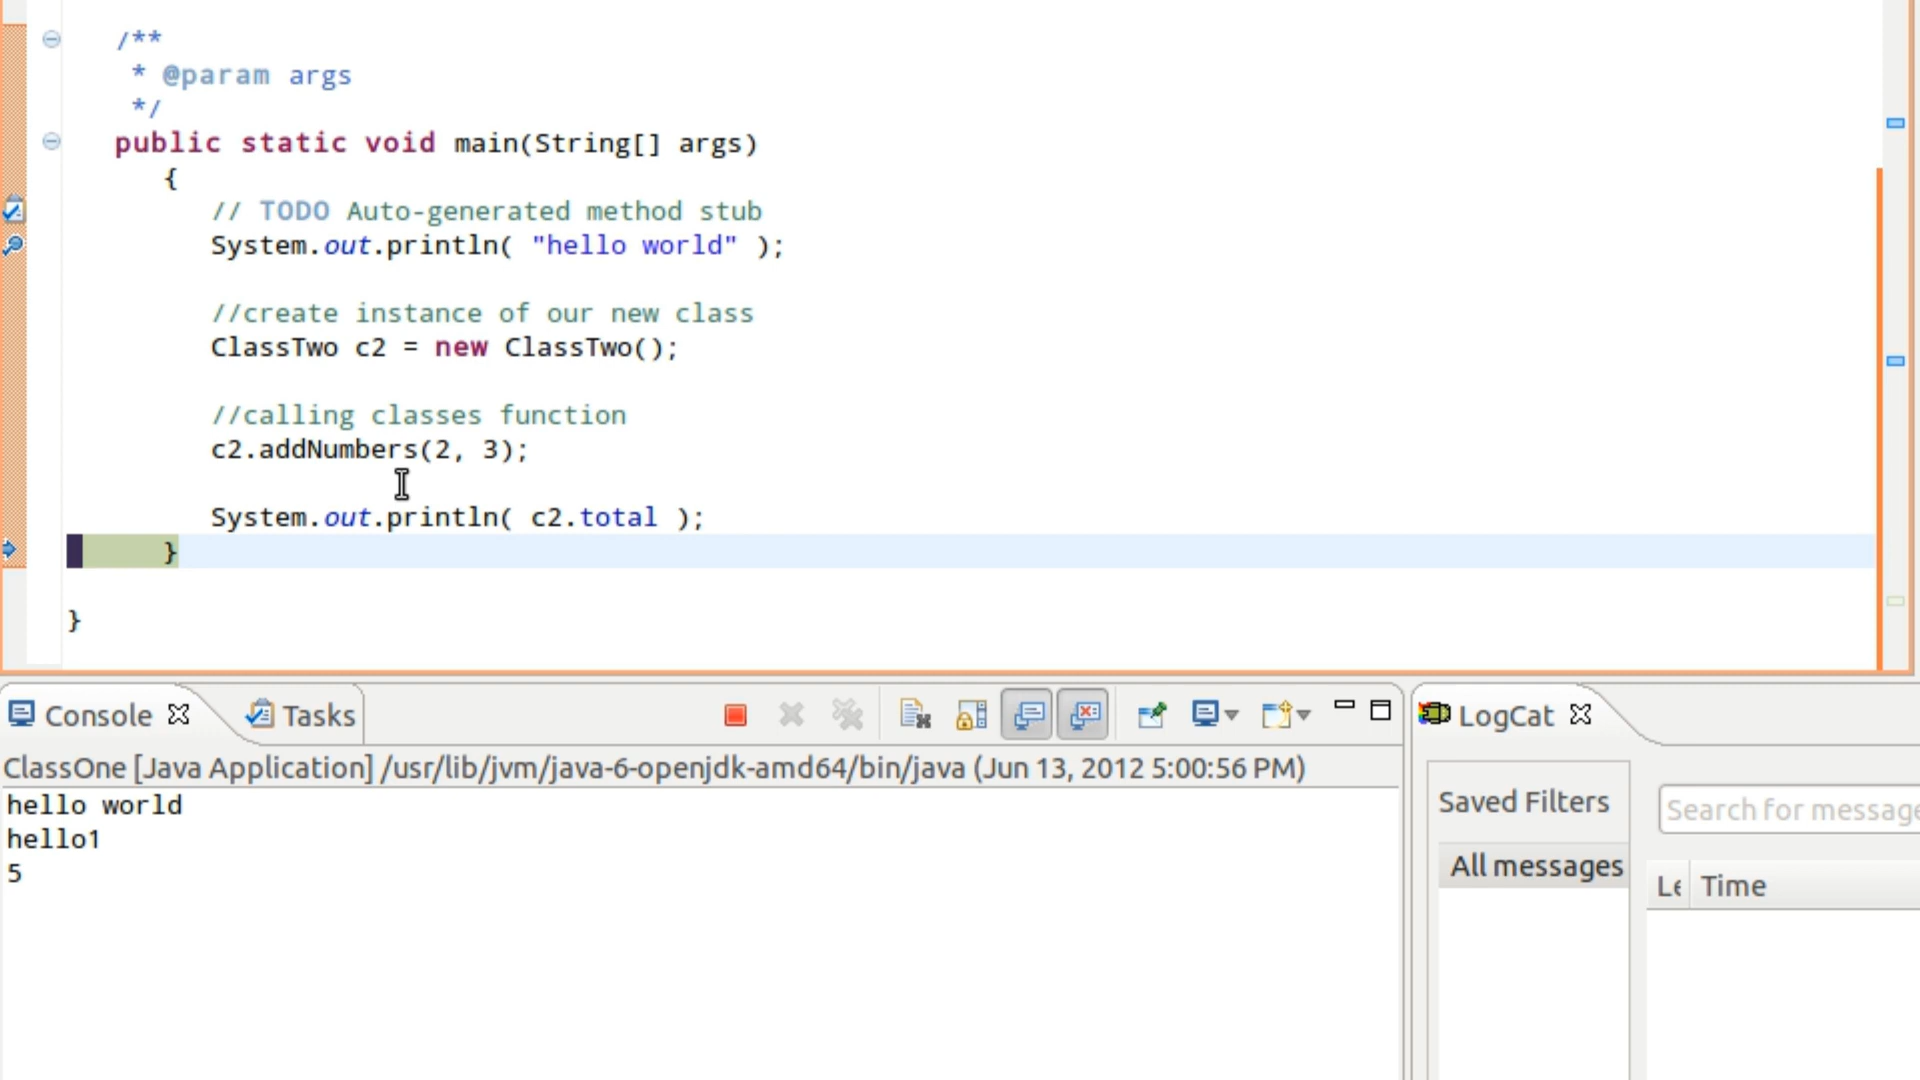 /**
* @param args
*/
public static void main(String[] args)
{
// TODO Auto-generated method stub
System.out.println( "hello world" );
//create instance of our new class
ClassTwo c2 = new ClassTwo();
//calling classes function
c2.addNumbers(2, 3);
System.out.println( c2.total );
}
}
Console
Tasks
ClassOne [Java Application] /usr/lib/jvm/java-6-openjdk-amd64/bin/java (Jun 13, 2012 5:00:56 PM)
hello world
hello1
5
LogCat
Saved Filters
All messages
Search for message
Le
Time